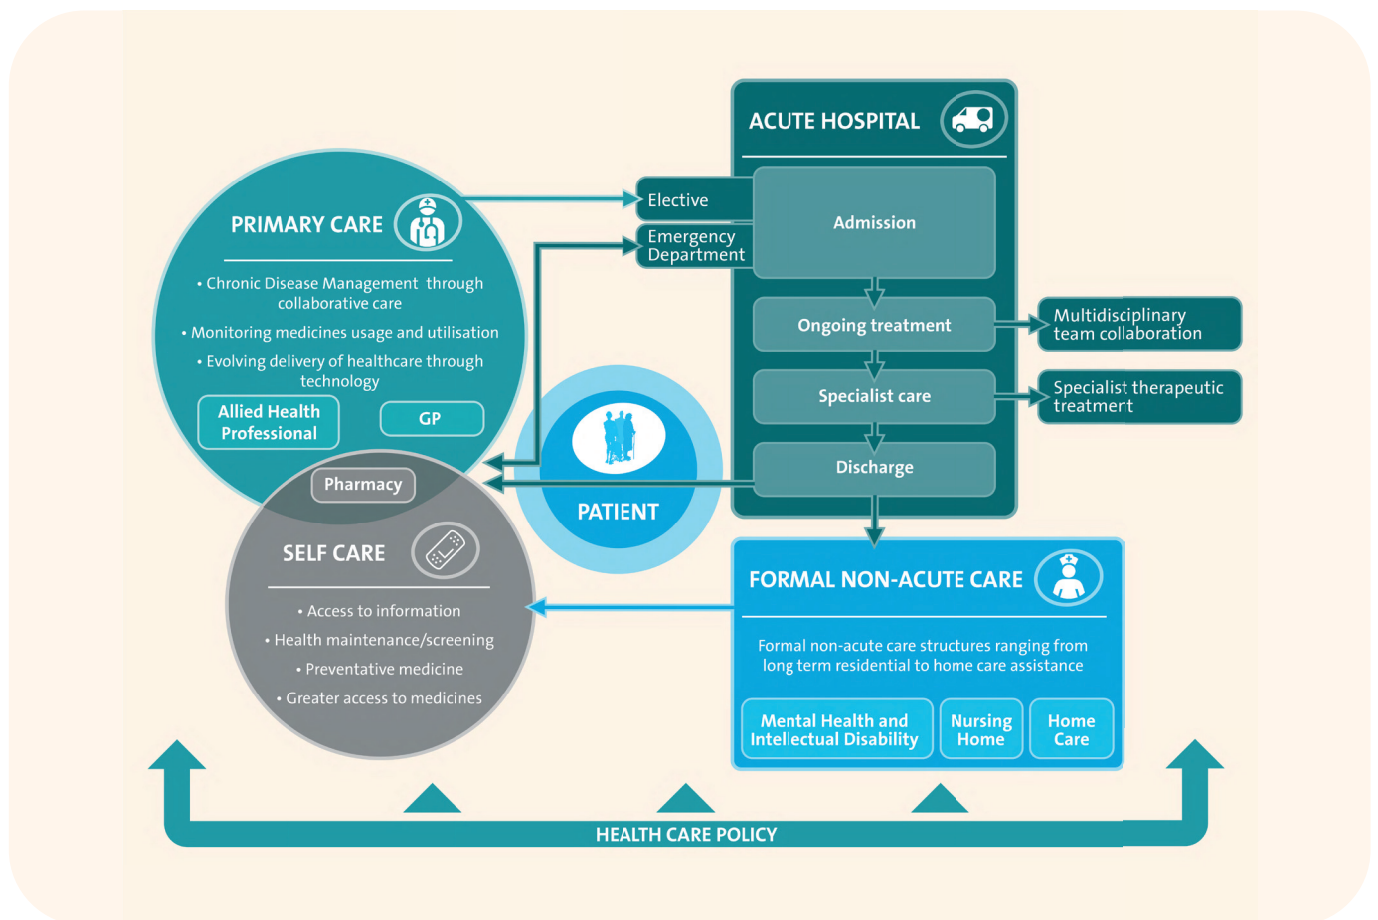 ACUTE HOSPITAL
Elective
Emergency
Department
Admission
Ongoing treatment
Multidisciplinary
team collaboration
Specialist care
Specialist therapeutic
treatment
Discharge
PRIMARY CARE
• Chronic Disease Management through
collaborative care
• Monitoring medicines usage and utilisation
• Evolving delivery of healthcare through
technology
Allied Health
Professional
GP
Pharmacy
PATIENT
SELF CARE
• Access to information
• Health maintenance/screening
• Preventative medicine
• Greater access to medicines
FORMAL NON-ACUTE CARE
Formal non-acute care structures ranging from
long term residential to home care assistance
Mental Health and
Intellectual Disability
Nursing
Home
Home
Care
HEALTH CARE POLICY